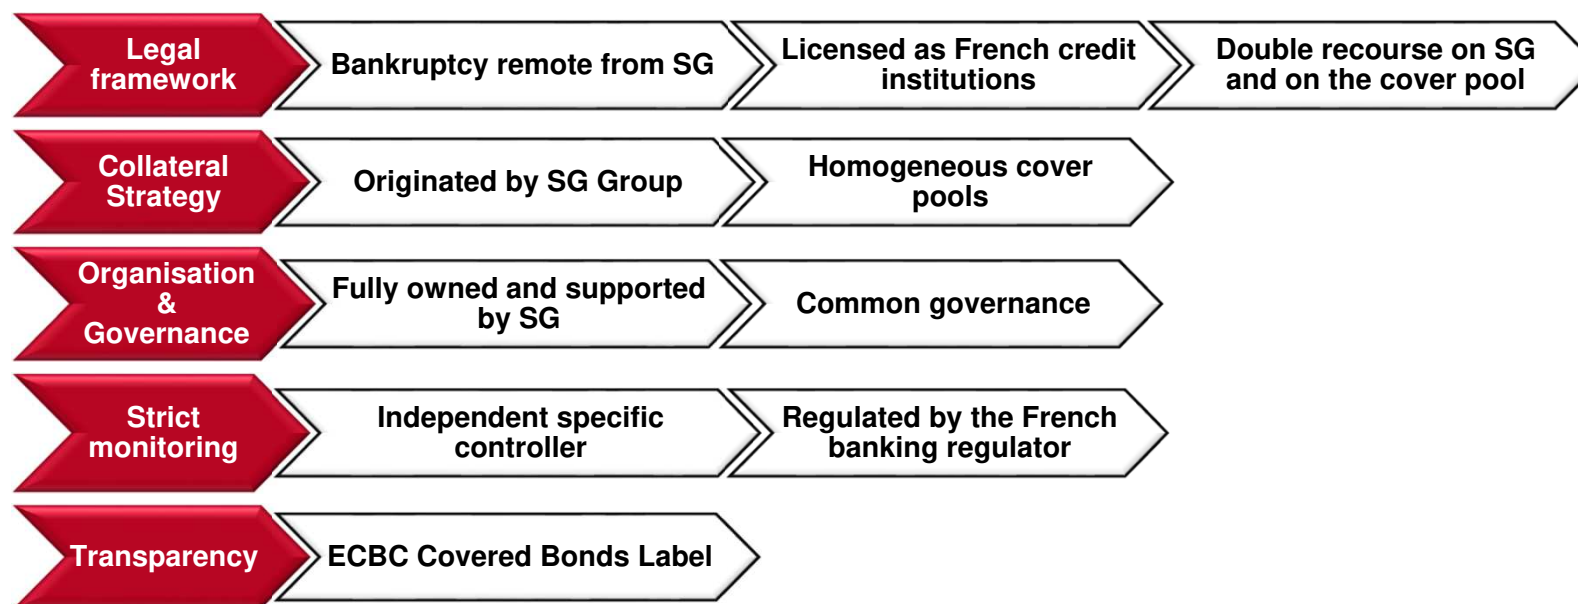 Legal
framework
Bankruptcy remote from SG
Licensed as French credit
institutions
Double recourse on SG
and on the cover pool
Collateral
Strategy
Originated by SG Group
Homogeneous cover
pools
Organisation
&
Governance
Fully owned and supported
by SG
Common governance
Strict
monitoring
Independent specific
controller
Regulated by the French
banking regulator
Transparency
ECBC Covered Bonds Label